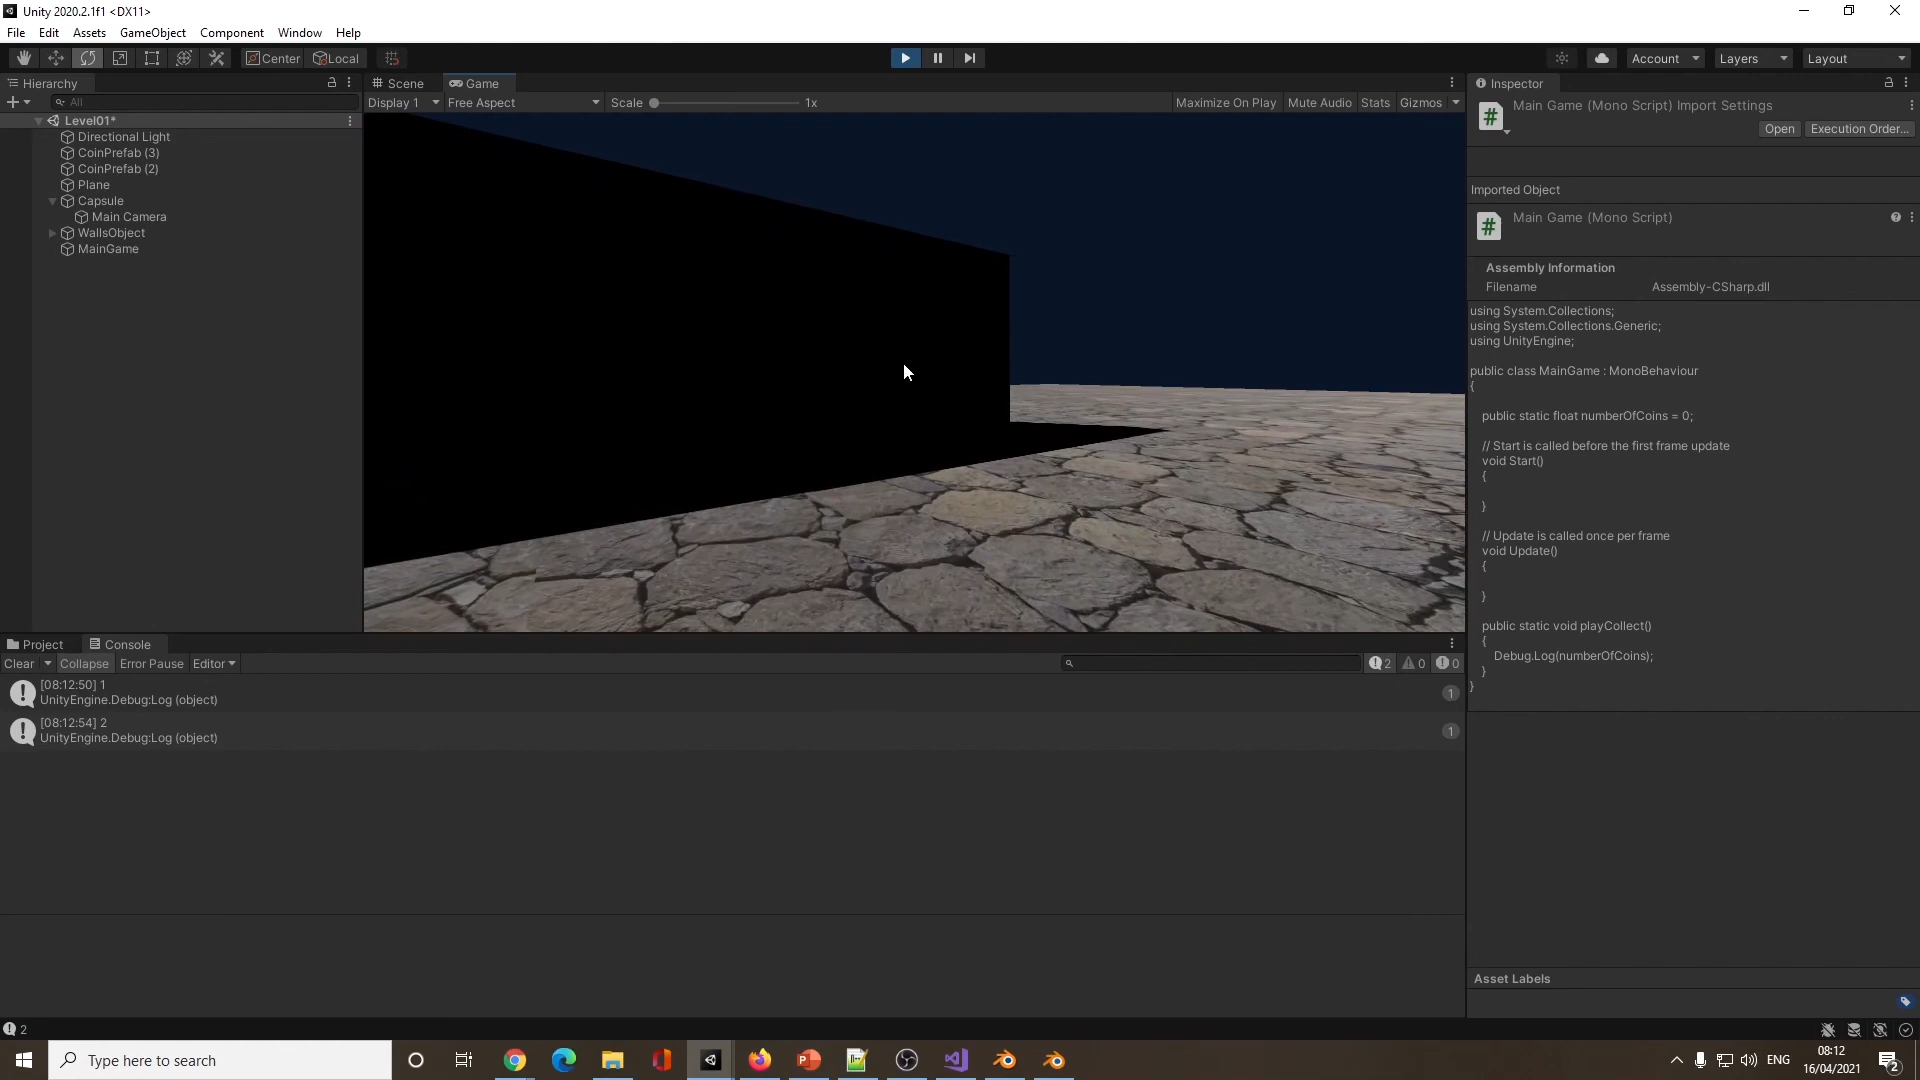 Unity 2020.2.1f1 <DX11>
File Edit Assets GameObject Component Window Help
Center Local Account Layers Layout
Hierarchy
All
Level01*
Directional Light
CoinPrefab (3)
CoinPrefab (2)
Plane
Capsule
Main Camera
WallsObject
MainGame
Scene Game
Display 1 Free Aspect Scale 1x Maximize On Play Mute Audio Stats Gizmos
Inspector
Main Game (Mono Script) Import Settings
Open Execution Order...
Imported Object
Main Game (Mono Script)
Assembly Information
Filename Assembly-CSharp.dll
using System.Collections;
using System.Collections.Generic;
using UnityEngine;
public class MainGame : MonoBehaviour
{
public static float numberOfCoins = 0;
// Start is called before the first frame update
void Start()
{
}
// Update is called once per frame
void Update()
{
}
public static void playCollect()
{
Debug.Log(numberOfCoins);
}
}
Asset Labels
Project Console
Clear Collapse Error Pause Editor 2 0 0
[08:12:50] 1
UnityEngine.Debug:Log (object)
1
[08:12:54] 2
UnityEngine.Debug:Log (object)
1
2
Type here to search
ENG
08:12
16/04/2021
2